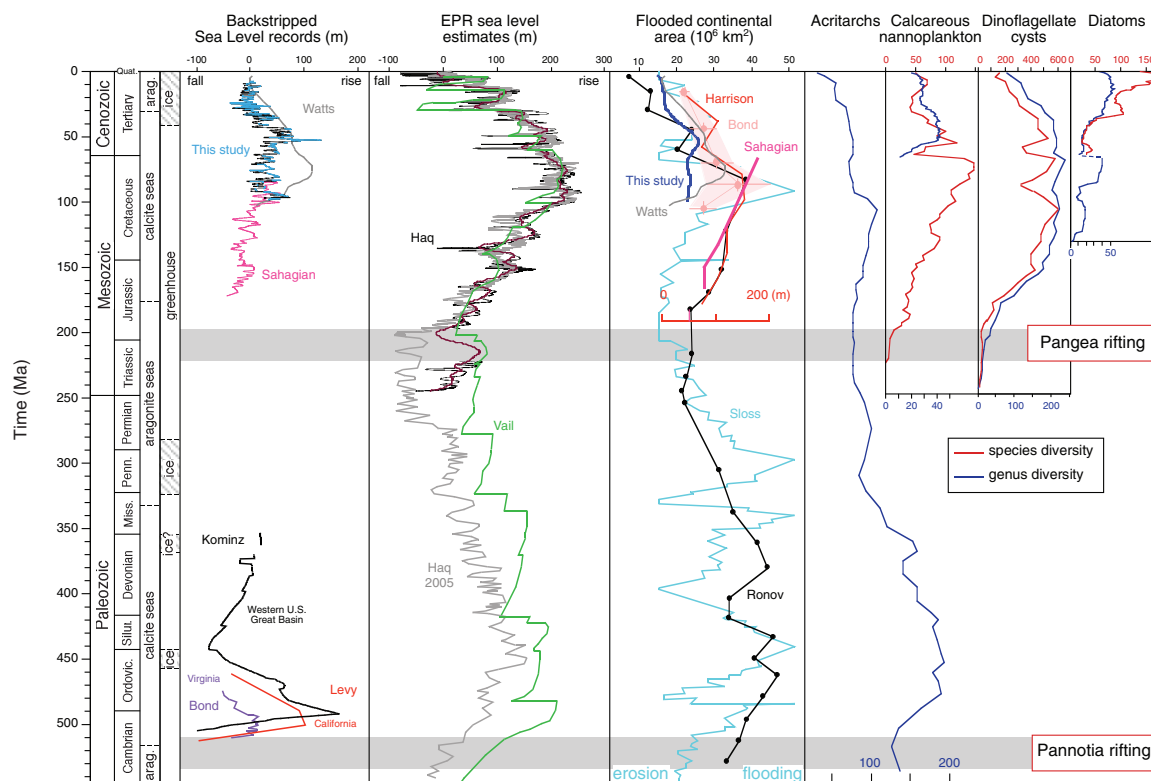 Backstripped
Sea Level records (m)
EPR sea level
estimates (m)
Flooded continental
area (10⁶ km²)
Acritarchs
Calcareous
nannoplankton
Dinoflagellate
cysts
Diatoms
-100 0 100 200
-100 0 100 200 300
10 30 50
50 100 150
200 400 600
0 50 100 150
fall rise
fall rise
Time (Ma)
0
50
100
150
200
250
300
350
400
450
500
Cenozoic
Mesozoic
Paleozoic
Quat.
Tertiary
Cretaceous
Jurassic
Triassic
Permian
Penn.
Miss.
Devonian
Silur.
Ordovic.
Cambrian
arag.
calcite seas
aragonite seas
calcite seas
arag.
ice
greenhouse
ice
ice?
ice
Watts
This study
Sahagian
Kominz
Western U.S.
Great Basin
Virginia
Bond
Levy
California
Haq
Vail
Haq
2005
Harrison
Bond
Sahagian
This study
Watts
0 200 (m)
Sloss
Ronov
erosion flooding
100 200
0 20 40
0 100 200
0 50
Pangea rifting
species diversity
genus diversity
Pannotia rifting